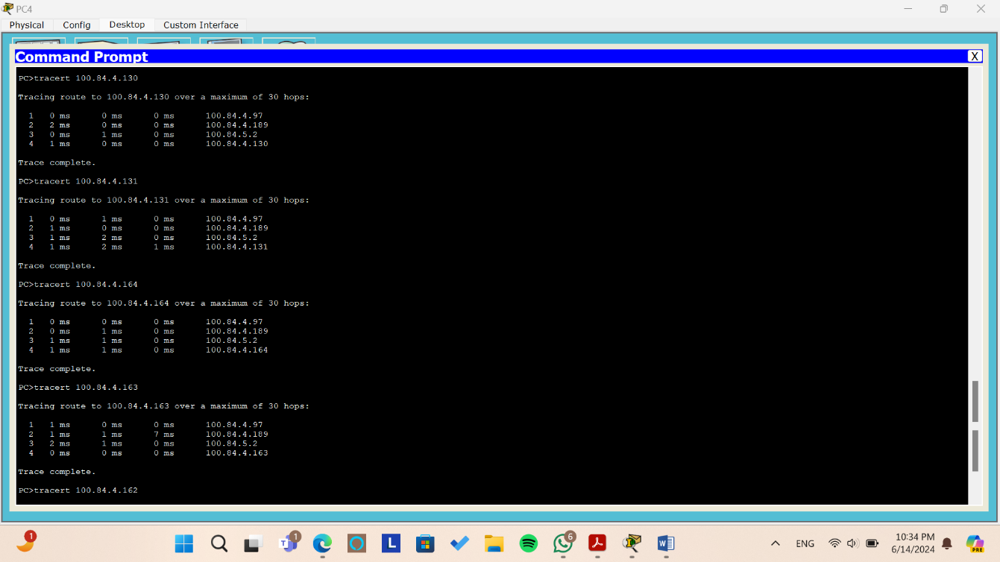 PC4
Physical Config Desktop Custom Interface
Command Prompt X
PC>tracert 100.84.4.130
Tracing route to 100.84.4.130 over a maximum of 30 hops:
1 0 ms 0 ms 0 ms 100.84.4.97
2 2 ms 0 ms 0 ms 100.84.4.189
3 0 ms 1 ms 0 ms 100.84.5.2
4 1 ms 0 ms 0 ms 100.84.4.130
Trace complete.
PC>tracert 100.84.4.131
Tracing route to 100.84.4.131 over a maximum of 30 hops:
1 0 ms 1 ms 0 ms 100.84.4.97
2 1 ms 0 ms 0 ms 100.84.4.189
3 1 ms 2 ms 0 ms 100.84.5.2
4 1 ms 2 ms 1 ms 100.84.4.131
Trace complete.
PC>tracert 100.84.4.164
Tracing route to 100.84.4.164 over a maximum of 30 hops:
1 0 ms 0 ms 0 ms 100.84.4.97
2 0 ms 1 ms 0 ms 100.84.4.189
3 1 ms 1 ms 0 ms 100.84.5.2
4 1 ms 1 ms 0 ms 100.84.4.164
Trace complete.
PC>tracert 100.84.4.163
Tracing route to 100.84.4.163 over a maximum of 30 hops:
1 1 ms 0 ms 0 ms 100.84.4.97
2 1 ms 1 ms 7 ms 100.84.4.189
3 2 ms 1 ms 0 ms 100.84.5.2
4 0 ms 0 ms 0 ms 100.84.4.163
Trace complete.
PC>tracert 100.84.4.162
1 T 1 L 6 W ENG 10:34 PM PRE
6/14/2024